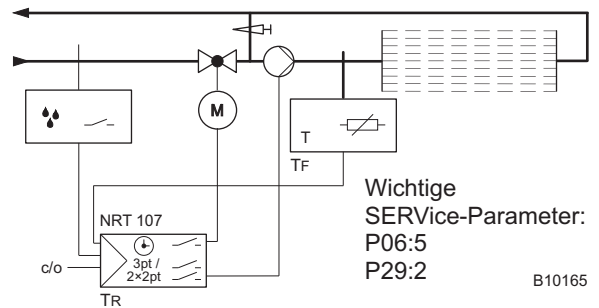 M
T
TF
NRT 107
3pt /
2×2pt
c/o
TR
Wichtige
SERVice-Parameter:
P06:5
P29:2
B10165